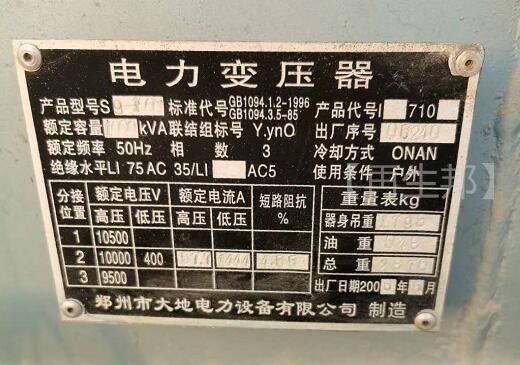 电力变压器
产品型号S 标准代号GB1094.1.2-1996 GB1094.3.5-85 产品代号I 710
额定容量 kVA 联结组标号 Y.yn0 出厂序号
额定频率 50Hz 相数 3 冷却方式 ONAN
绝缘水平LI 75 AC 35/LI AC5 使用条件 户外
分接位置 额定电压V 额定电流A 短路阻抗% 重量表kg
高压 低压 高压 低压 器身吊重
1 10500 油重
2 10000 400 1444 总重
3 9500 出厂日期200 月
郑州市大地电力设备有限公司 制造
【再生邦】